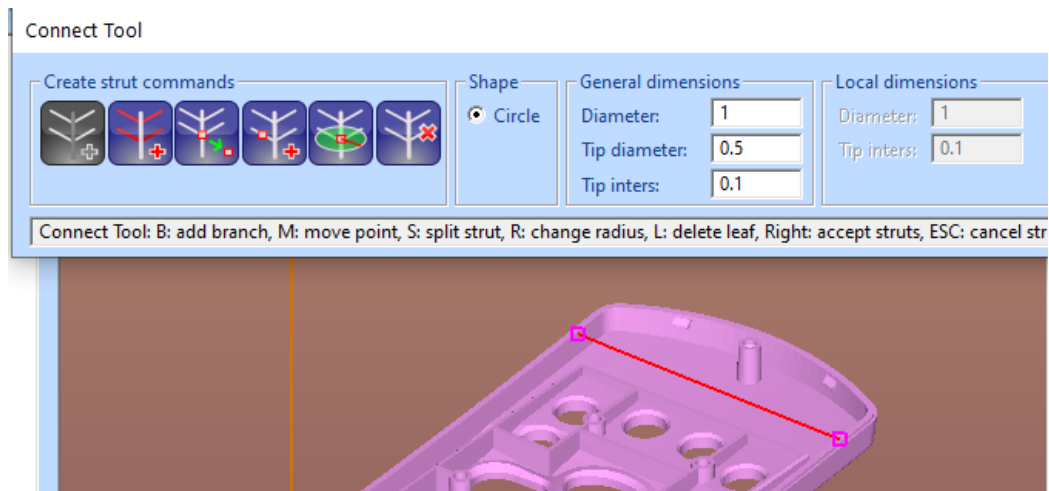 Connect Tool
Create strut commands
Shape
Circle
General dimensions
Diameter: 1
Tip diameter: 0.5
Tip inters: 0.1
Local dimensions
Diameter: 1
Tip inters: 0.1
Connect Tool: B: add branch, M: move point, S: split strut, R: change radius, L: delete leaf, Right: accept struts, ESC: cancel str